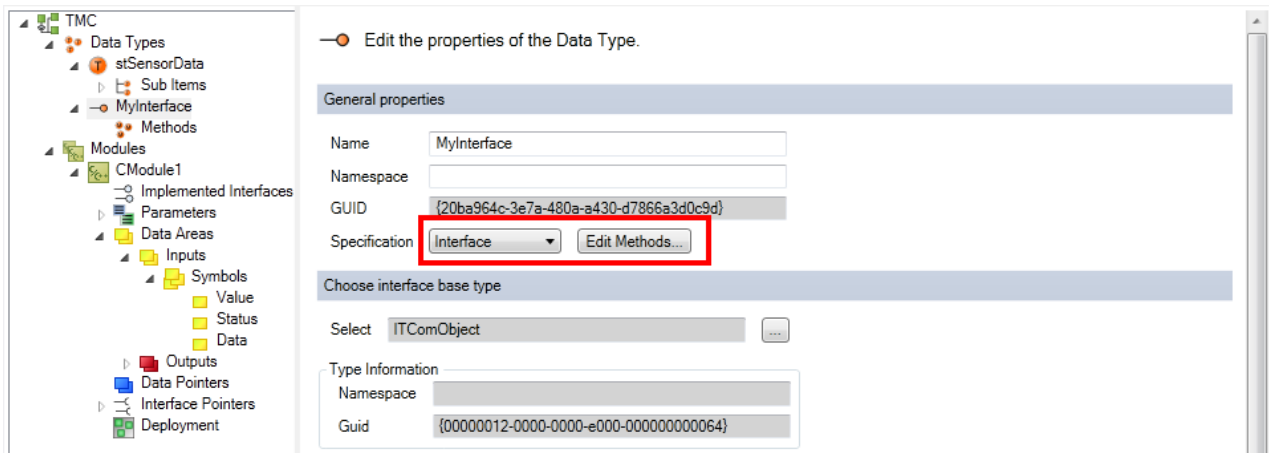 TMC
Data Types
stSensorData
Sub Items
MyInterface
Methods
Modules
CModule1
Implemented Interfaces
Parameters
Data Areas
Inputs
Symbols
Value
Status
Data
Outputs
Data Pointers
Interface Pointers
Deployment
Edit the properties of the Data Type.
General properties
Name MyInterface
Namespace
GUID {20ba964c-3e7a-480a-a430-d7866a3d0c9d}
Specification Interface Edit Methods...
Choose interface base type
Select ITComObject ...
Type Information
Namespace
Guid {00000012-0000-0000-e000-000000000064}